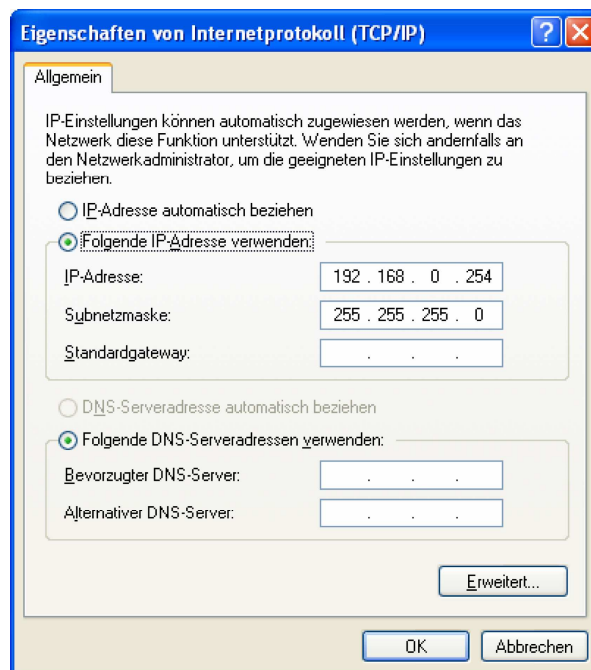 Eigenschaften von Internetprotokoll (TCP/IP)
Allgemein
IP-Einstellungen können automatisch zugewiesen werden, wenn das
Netzwerk diese Funktion unterstützt. Wenden Sie sich andernfalls an
den Netzwerkadministrator, um die geeigneten IP-Einstellungen zu
beziehen.
IP-Adresse automatisch beziehen
Folgende IP-Adresse verwenden:
IP-Adresse: 192 . 168 . 0 . 254
Subnetzmaske: 255 . 255 . 255 . 0
Standardgateway: . . .
DNS-Serveradresse automatisch beziehen
Folgende DNS-Serveradressen verwenden:
Bevorzugter DNS-Server: . . .
Alternativer DNS-Server: . . .
Erweitert...
OK Abbrechen